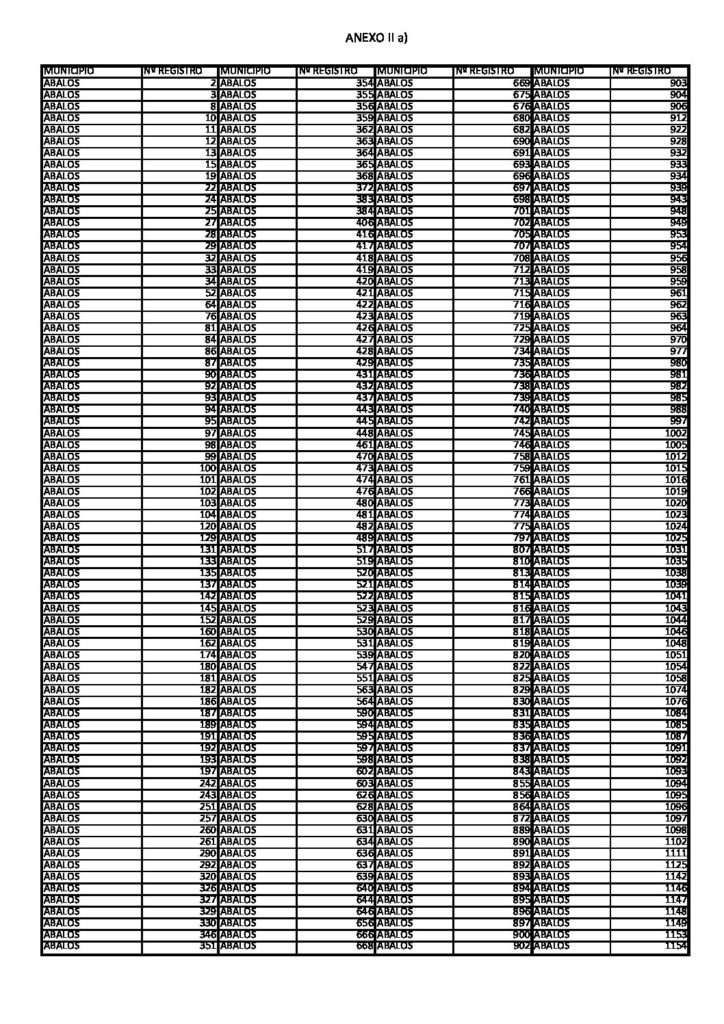 ANEXO II a)
MUNICIPIO Nº REGISTRO MUNICIPIO Nº REGISTRO MUNICIPIO Nº REGISTRO MUNICIPIO Nº REGISTRO
ABALOS 2 ABALOS 354 ABALOS 669 ABALOS 903
ABALOS 3 ABALOS 355 ABALOS 675 ABALOS 904
ABALOS 8 ABALOS 356 ABALOS 676 ABALOS 906
ABALOS 10 ABALOS 359 ABALOS 680 ABALOS 912
ABALOS 11 ABALOS 362 ABALOS 682 ABALOS 922
ABALOS 12 ABALOS 363 ABALOS 690 ABALOS 928
ABALOS 13 ABALOS 364 ABALOS 691 ABALOS 932
ABALOS 15 ABALOS 365 ABALOS 693 ABALOS 933
ABALOS 19 ABALOS 368 ABALOS 696 ABALOS 934
ABALOS 22 ABALOS 372 ABALOS 697 ABALOS 939
ABALOS 24 ABALOS 383 ABALOS 698 ABALOS 943
ABALOS 25 ABALOS 384 ABALOS 701 ABALOS 948
ABALOS 27 ABALOS 406 ABALOS 702 ABALOS 949
ABALOS 28 ABALOS 416 ABALOS 705 ABALOS 953
ABALOS 29 ABALOS 417 ABALOS 707 ABALOS 954
ABALOS 32 ABALOS 418 ABALOS 708 ABALOS 956
ABALOS 33 ABALOS 419 ABALOS 712 ABALOS 958
ABALOS 34 ABALOS 420 ABALOS 713 ABALOS 959
ABALOS 52 ABALOS 421 ABALOS 715 ABALOS 961
ABALOS 64 ABALOS 422 ABALOS 716 ABALOS 962
ABALOS 76 ABALOS 423 ABALOS 719 ABALOS 963
ABALOS 81 ABALOS 426 ABALOS 725 ABALOS 964
ABALOS 84 ABALOS 427 ABALOS 729 ABALOS 970
ABALOS 86 ABALOS 428 ABALOS 734 ABALOS 977
ABALOS 87 ABALOS 429 ABALOS 735 ABALOS 980
ABALOS 90 ABALOS 431 ABALOS 736 ABALOS 981
ABALOS 92 ABALOS 432 ABALOS 738 ABALOS 982
ABALOS 93 ABALOS 437 ABALOS 739 ABALOS 985
ABALOS 94 ABALOS 443 ABALOS 740 ABALOS 988
ABALOS 95 ABALOS 445 ABALOS 742 ABALOS 997
ABALOS 97 ABALOS 448 ABALOS 745 ABALOS 1002
ABALOS 98 ABALOS 461 ABALOS 746 ABALOS 1005
ABALOS 99 ABALOS 470 ABALOS 758 ABALOS 1012
ABALOS 100 ABALOS 473 ABALOS 759 ABALOS 1015
ABALOS 101 ABALOS 474 ABALOS 761 ABALOS 1016
ABALOS 102 ABALOS 476 ABALOS 766 ABALOS 1019
ABALOS 103 ABALOS 480 ABALOS 773 ABALOS 1020
ABALOS 104 ABALOS 481 ABALOS 774 ABALOS 1023
ABALOS 120 ABALOS 482 ABALOS 775 ABALOS 1024
ABALOS 129 ABALOS 489 ABALOS 797 ABALOS 1025
ABALOS 131 ABALOS 517 ABALOS 807 ABALOS 1031
ABALOS 133 ABALOS 519 ABALOS 810 ABALOS 1035
ABALOS 135 ABALOS 520 ABALOS 813 ABALOS 1038
ABALOS 137 ABALOS 521 ABALOS 814 ABALOS 1039
ABALOS 142 ABALOS 522 ABALOS 815 ABALOS 1041
ABALOS 145 ABALOS 523 ABALOS 816 ABALOS 1043
ABALOS 152 ABALOS 529 ABALOS 817 ABALOS 1044
ABALOS 160 ABALOS 530 ABALOS 818 ABALOS 1046
ABALOS 162 ABALOS 531 ABALOS 819 ABALOS 1048
ABALOS 174 ABALOS 539 ABALOS 820 ABALOS 1051
ABALOS 180 ABALOS 547 ABALOS 822 ABALOS 1054
ABALOS 181 ABALOS 551 ABALOS 825 ABALOS 1058
ABALOS 182 ABALOS 563 ABALOS 829 ABALOS 1074
ABALOS 186 ABALOS 564 ABALOS 830 ABALOS 1076
ABALOS 187 ABALOS 590 ABALOS 831 ABALOS 1084
ABALOS 189 ABALOS 594 ABALOS 835 ABALOS 1085
ABALOS 191 ABALOS 595 ABALOS 836 ABALOS 1087
ABALOS 192 ABALOS 597 ABALOS 837 ABALOS 1091
ABALOS 193 ABALOS 598 ABALOS 838 ABALOS 1092
ABALOS 197 ABALOS 602 ABALOS 843 ABALOS 1093
ABALOS 242 ABALOS 603 ABALOS 855 ABALOS 1094
ABALOS 243 ABALOS 626 ABALOS 856 ABALOS 1095
ABALOS 251 ABALOS 628 ABALOS 864 ABALOS 1096
ABALOS 257 ABALOS 630 ABALOS 872 ABALOS 1097
ABALOS 260 ABALOS 631 ABALOS 889 ABALOS 1098
ABALOS 261 ABALOS 634 ABALOS 890 ABALOS 1102
ABALOS 290 ABALOS 636 ABALOS 891 ABALOS 1111
ABALOS 292 ABALOS 637 ABALOS 892 ABALOS 1125
ABALOS 320 ABALOS 639 ABALOS 893 ABALOS 1142
ABALOS 326 ABALOS 640 ABALOS 894 ABALOS 1146
ABALOS 327 ABALOS 644 ABALOS 895 ABALOS 1147
ABALOS 329 ABALOS 646 ABALOS 896 ABALOS 1148
ABALOS 330 ABALOS 656 ABALOS 897 ABALOS 1149
ABALOS 346 ABALOS 666 ABALOS 900 ABALOS 1153
ABALOS 351 ABALOS 668 ABALOS 902 ABALOS 1154